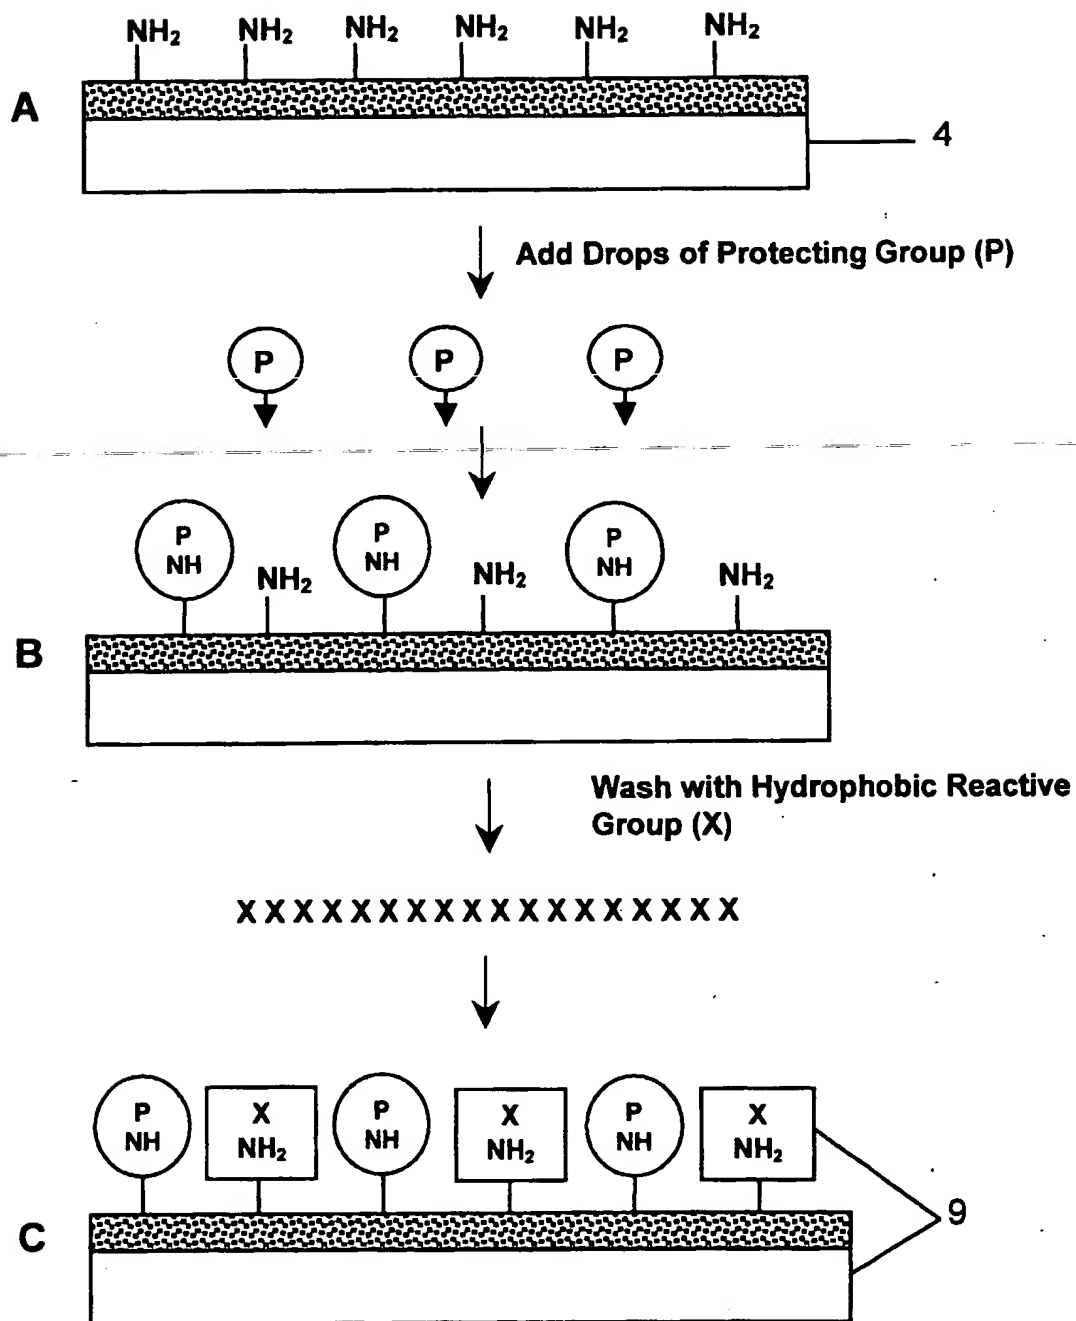 NH₂ NH₂ NH₂ NH₂ NH₂ NH₂
A
4
Add Drops of Protecting Group (P)
P P P
P P P
NH NH₂ NH NH₂ NH NH₂
B
Wash with Hydrophobic Reactive
Group (X)
X X X X X X X X X X X X X X X X X X
P X P X P X
NH NH₂ NH NH₂ NH NH₂
9
C